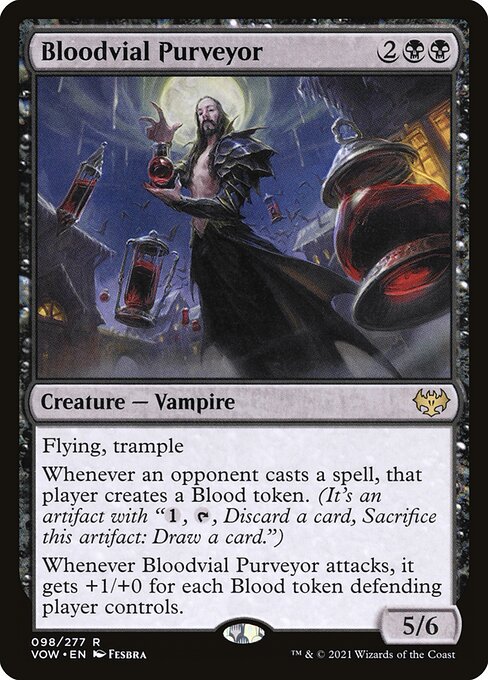 Bloodvial Purveyor 2
Creature — Vampire
Flying, trample
Whenever an opponent casts a spell, that
player creates a Blood token. (It's an
artifact with "1, , Discard a card, Sacrifice
this artifact: Draw a card.")
Whenever Bloodvial Purveyor attacks, it
gets +1/+0 for each Blood token defending
player controls.
5/6
098/277 R
VOW • EN Fesbra
™ & © 2021 Wizards of the Coast